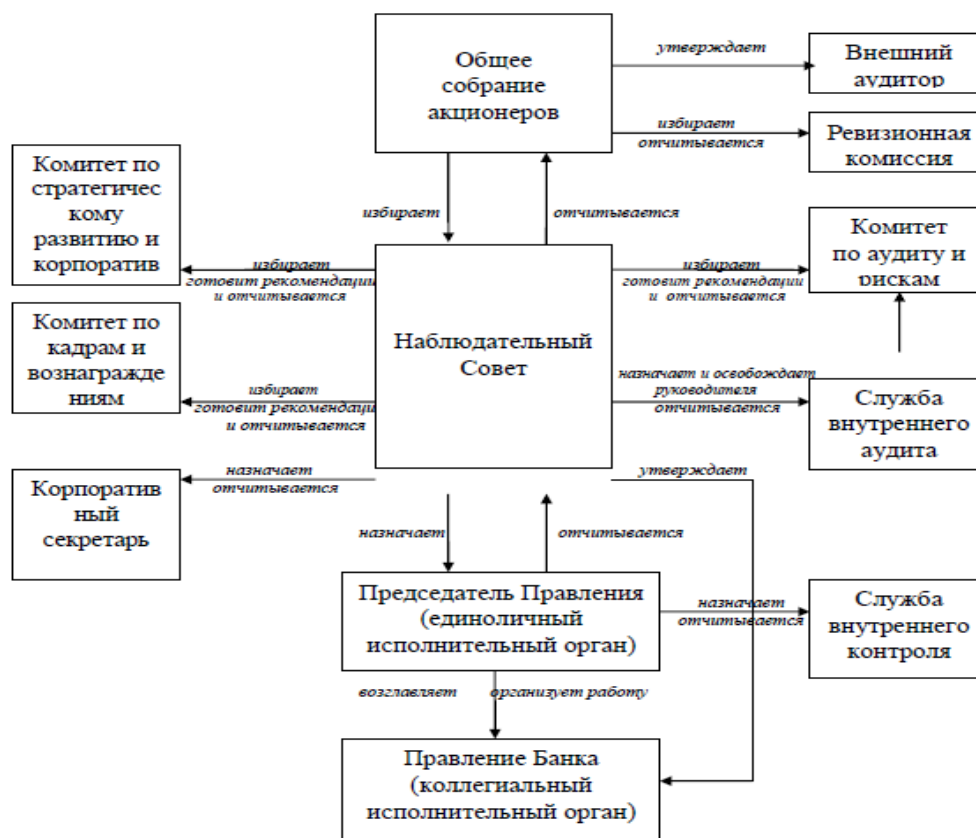 Общее
собрание
акционеров
утверждает
Внешний
аудитор
избирает
отчитывается
Ревизионная
комиссия
Комитет по
стратегичес
кому
развитию и
корпоратив
избирает
отчитывается
Комитет
по аудиту и
рискам
избирает
готовит рекомендации
и отчитывается
избирает
готовит рекомендации
и отчитывается
Наблюдательный
Совет
Комитет по
кадрам и
вознагражде
ниям
избирает
готовит рекомендации
и отчитывается
назначает и освобождает
руководителя
отчитывается
Служба
внутреннего
аудита
Корпоратив
ный
секретарь
назначает
отчитывается
утверждает
назначает
отчитывается
Председатель Правления
(единоличный
исполнительный орган)
назначает
отчитывается
Служба
внутреннего
контроля
возглавляет
организует работу
Правление Банка
(коллегиальный
исполнительный орган)